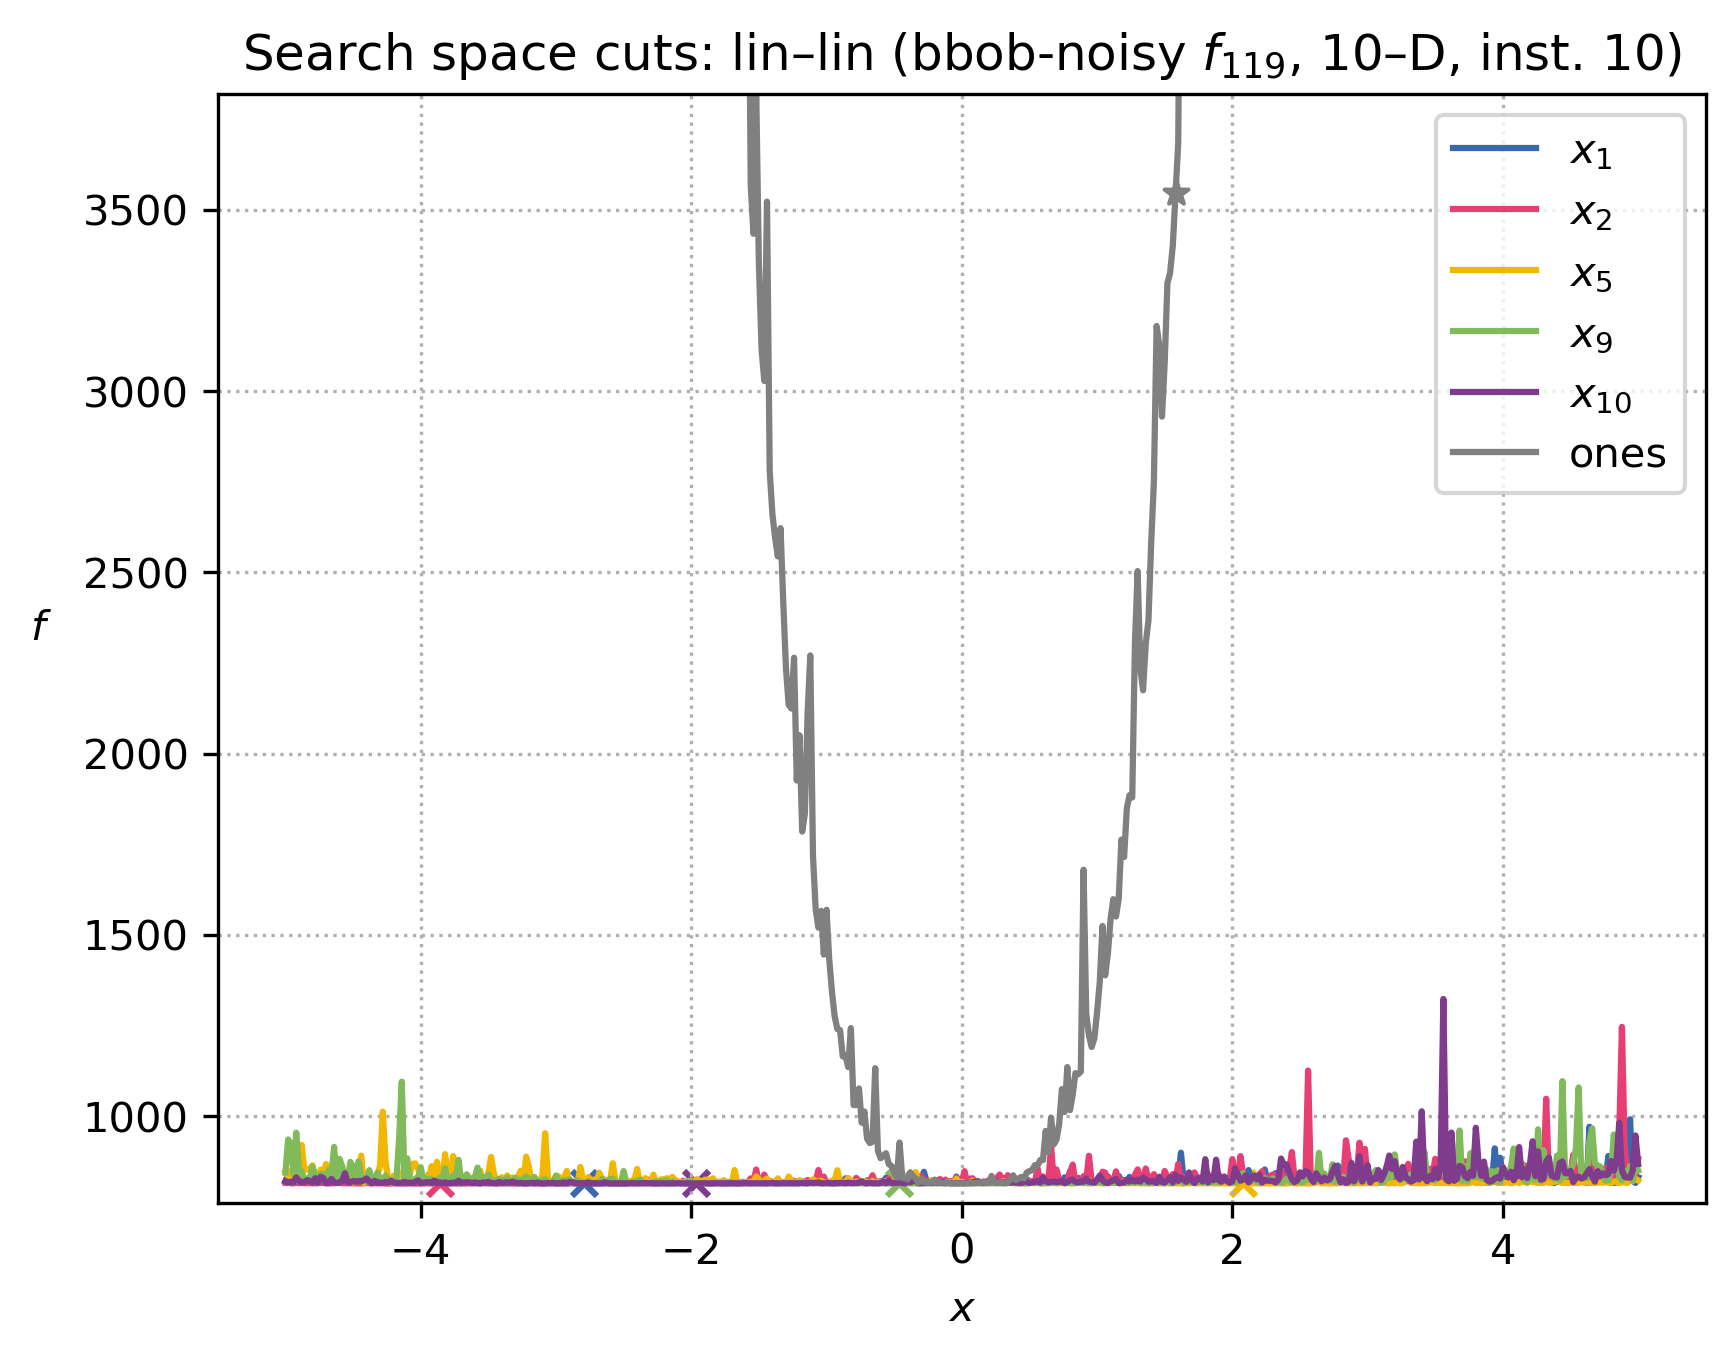 Search space cuts: lin–lin (bbob-noisy f₁₁₉, 10–D, inst. 10)
3500
3000
2500
2000
1500
1000
f
−4
−2
0
2
4
x
x₁
x₂
x₅
x₉
x₁₀
ones